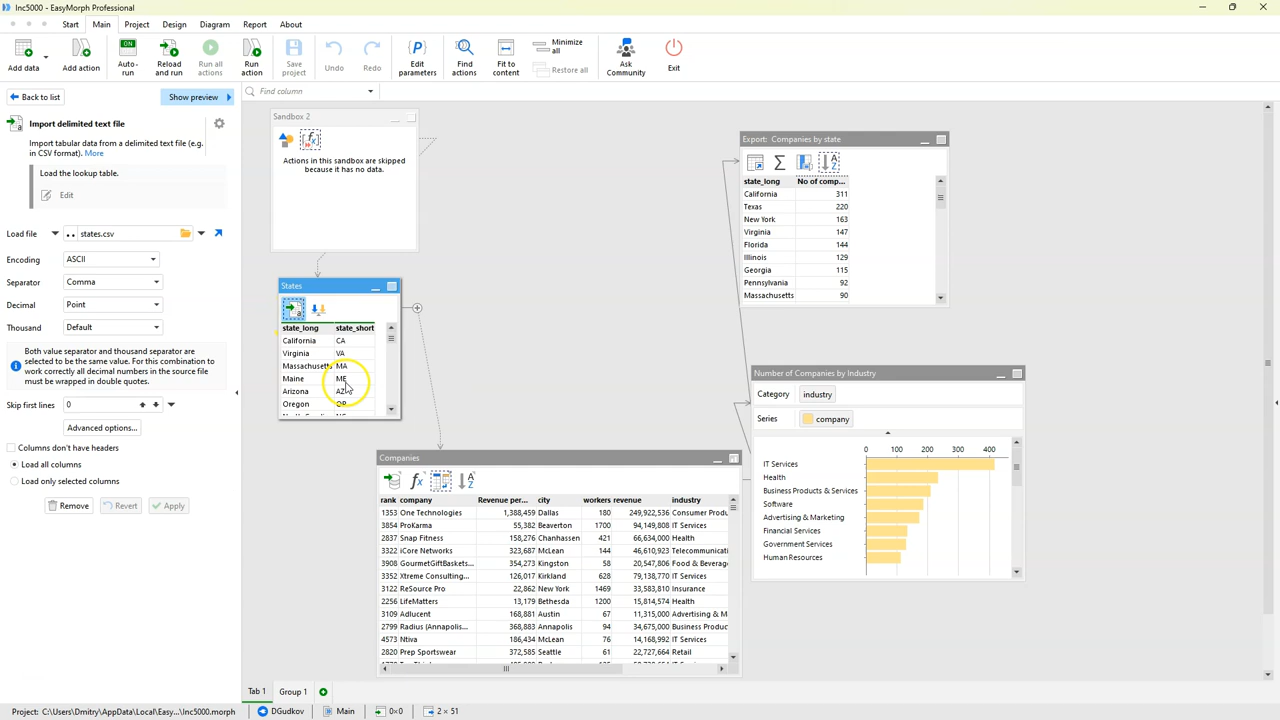 Inc5000 - EasyMorph Professional
Start Main Project Design Diagram Report About
Add data
Add action
ON
Auto-
run
Reload
and run
Run all
actions
Run
action
Save
project
Undo
Redo
Edit
parameters
Find
actions
Fit to
content
Minimize
all
Restore all
Ask
Community
Exit
Back to list
Show preview
Find column
Import delimited text file
Import tabular data from a delimited text file (e.g.
in CSV format). More
Load the lookup table.
Edit
Load file
states.csv
Encoding ASCII
Separator Comma
Decimal Point
Thousand Default
Both value separator and thousand separator are
selected to be the same value. For this combination to
work correctly all decimal numbers in the source file
must be wrapped in double quotes.
Skip first lines 0
Advanced options...
Columns don't have headers
Load all columns
Load only selected columns
Remove Revert Apply
Sandbox 2
Actions in this sandbox are skipped
because it has no data.
States
state_long state_short
California CA
Virginia VA
Massachusetts MA
Maine ME
Arizona AZ
Oregon OR
Export: Companies by state
state_long No of comp...
California 311
Texas 220
New York 163
Virginia 147
Florida 144
Illinois 129
Georgia 115
Pennsylvania 92
Massachusetts 90
Number of Companies by Industry
Category industry
Series company
0 100 200 300 400
IT Services
Health
Business Products & Services
Software
Advertising & Marketing
Financial Services
Government Services
Human Resources
Companies
rank company Revenue per... city workers revenue industry
1353 One Technologies 1,388,459 Dallas 180 249,922,536 Consumer Produ
3854 ProKarma 55,382 Beaverton 1700 94,149,808 IT Services
2837 Snap Fitness 158,276 Chanhassen 421 66,634,000 Health
3322 iCore Networks 323,687 McLean 144 46,610,923 Telecommunicati
3908 GourmetGiftBaskets... 354,273 Kingston 58 20,547,806 Food & Beverag
3352 Xtreme Consulting... 126,017 Kirkland 628 79,138,770 IT Services
3122 ReSource Pro 22,862 New York 1469 33,583,810 Insurance
2256 LifeMatters 13,179 Bethesda 1200 15,814,574 Health
3109 Adlucent 168,881 Austin 67 11,315,000 Advertising & M
2799 Radius (Annapolis... 368,883 Annapolis 94 34,675,000 Business Produc
4573 Ntiva 186,434 McLean 76 14,168,992 IT Services
2820 Prep Sportswear 372,585 Seattle 61 22,727,664 Retail
Tab 1 Group 1
Project: C:\Users\Dmitry\AppData\Local\Easy...\Inc5000.morph DGudkov Main 0×0 2 × 51